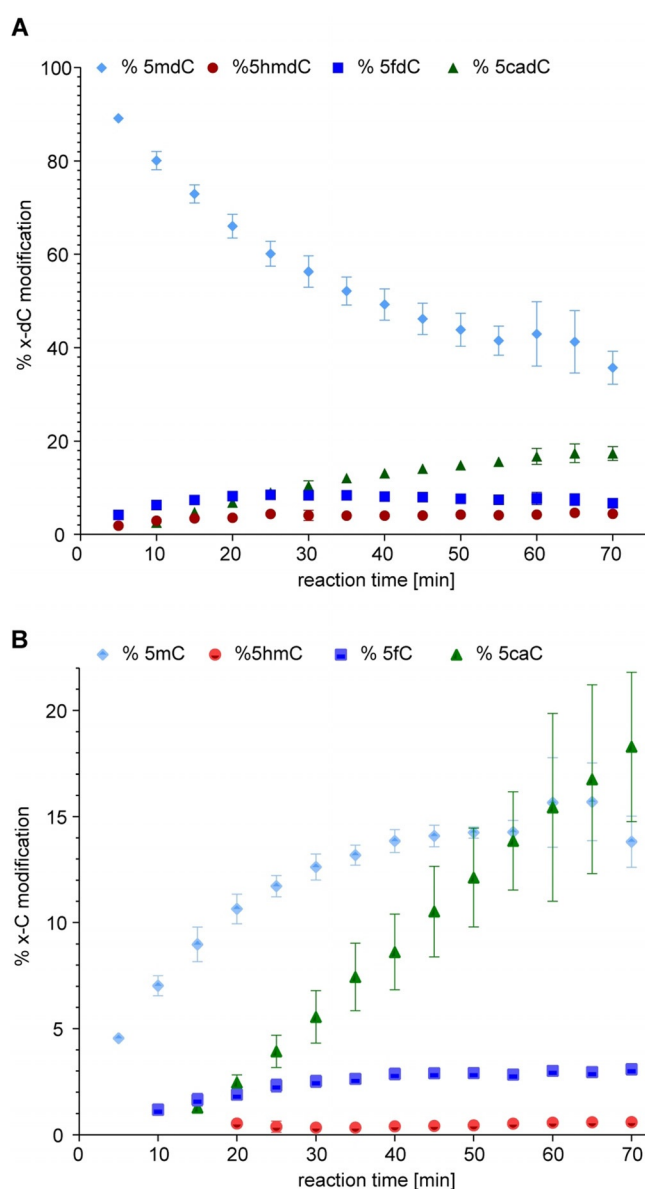 A
% 5mdC %5hmdC % 5fdC % 5cadC
100
80
60
40
20
0
% x-dC modification
0 10 20 30 40 50 60 70
reaction time [min]
B
% 5mC %5hmC % 5fC % 5caC
20
15
10
5
0
% x-C modification
10 20 30 40 50 60 70
reaction time [min]